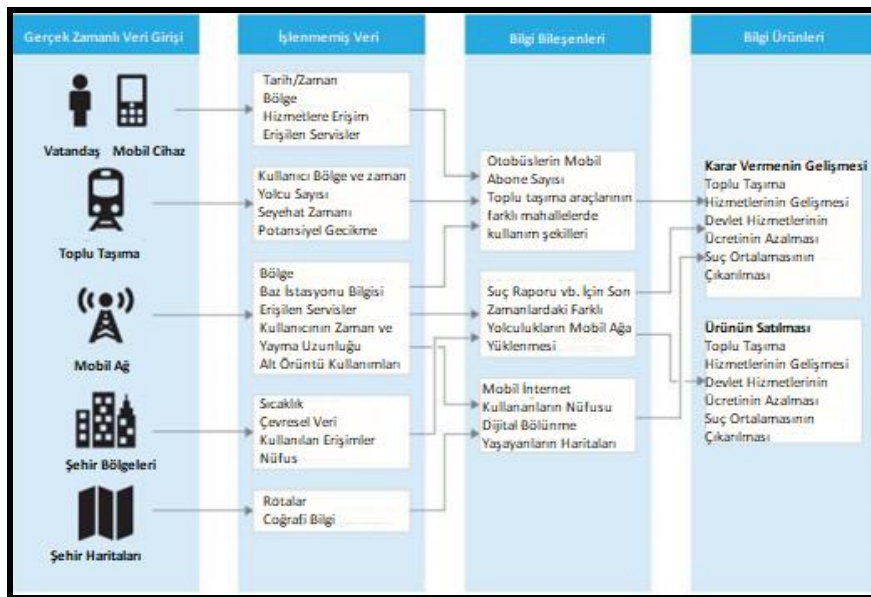 Gerçek Zamanlı Veri Girişi
Vatandaş Mobil Cihaz
Toplu Taşıma
Mobil Ağ
Şehir Bölgeleri
Şehir Haritaları
İşlenmemiş Veri
Tarih/Zaman
Bölge
Hizmetlere Erişim
Erişilen Servisler
Kullanıcı Bölge ve zaman
Yolcu Sayısı
Seyehat Zamanı
Potansiyel Gecikme
Bölge
Baz İstasyonu Bilgisi
Erişilen Servisler
Kullanıcının Zaman ve
Yayma Uzunluğu
Alt Örüntü Kullanımları
Sıcaklık
Çevresel Veri
Kullanılan Erişimler
Nüfus
Rotalar
Coğrafi Bilgi
Bilgi Bileşenleri
Otobüslerin Mobil
Abone Sayısı
Toplu taşıma araçlarının
farklı mahallelerde
kullanım şekilleri
Suç Raporu vb. İçin Son
Zamanlardaki Farklı
Yolculukların Mobil Ağa
Yüklenmesi
Mobil İnternet
Kullananların Nüfusu
Dijital Bölünme
Yaşayanların Haritaları
Bilgi Ürünleri
Karar Vermenin Gelişmesi
Toplu Taşıma
Hizmetlerinin Gelişmesi
Devlet Hizmetlerinin
Ücretinin Azalması
Suç Ortalamasının
Çıkarılması
Ürünün Satılması
Toplu Taşıma
Hizmetlerinin Gelişmesi
Devlet Hizmetlerinin
Ücretinin Azalması
Suç Ortalamasının
Çıkarılması